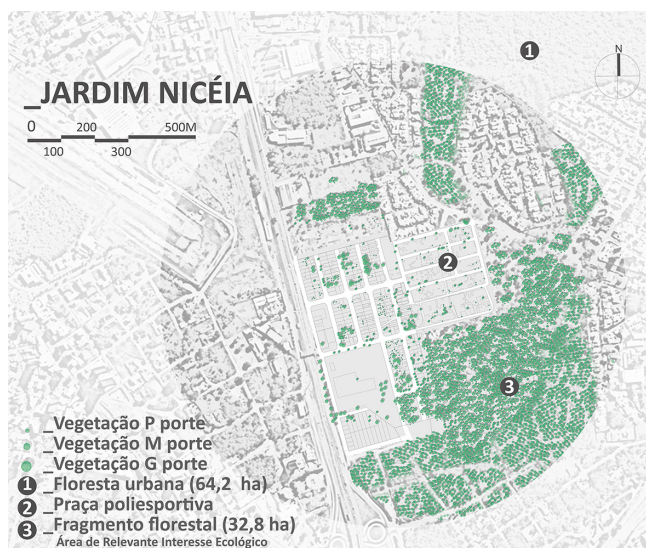 1
N
_JARDIM NICÉIA
0 200 500M
100 300
2
3
_Vegetação P porte
_Vegetação M porte
_Vegetação G porte
1 _Floresta urbana (64,2 ha)
2 _Praça poliesportiva
3 _Fragmento florestal (32,8 ha)
Área de Relevante Interesse Ecológico